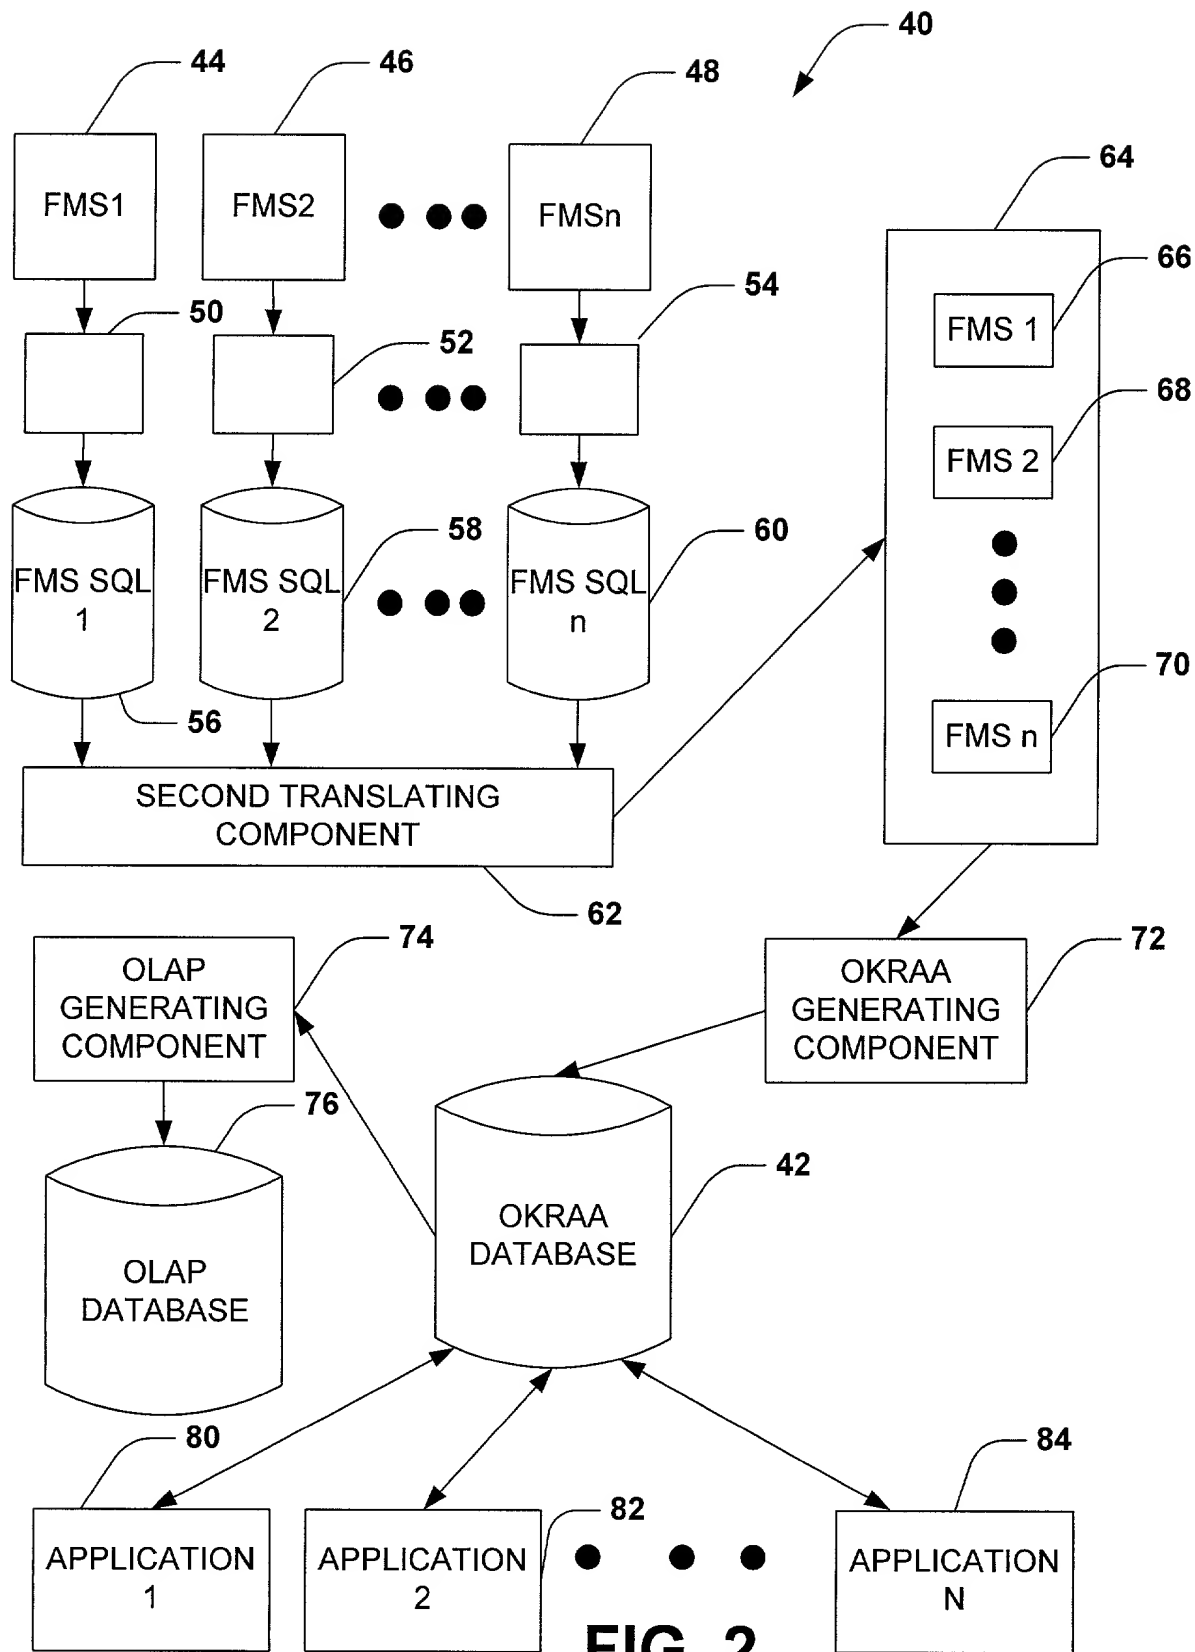 40
44
46
48
FMS1
FMS2
FMSn
64
66
FMS 1
50
52
54
68
FMS 2
FMS SQL
1
FMS SQL
2
FMS SQL
n
58
60
56
70
FMS n
SECOND TRANSLATING
COMPONENT
62
74
OLAP
GENERATING
COMPONENT
72
OKRAA
GENERATING
COMPONENT
76
42
OKRAA
DATABASE
OLAP
DATABASE
80
82
84
APPLICATION
1
APPLICATION
2
APPLICATION
N
FIG. 2